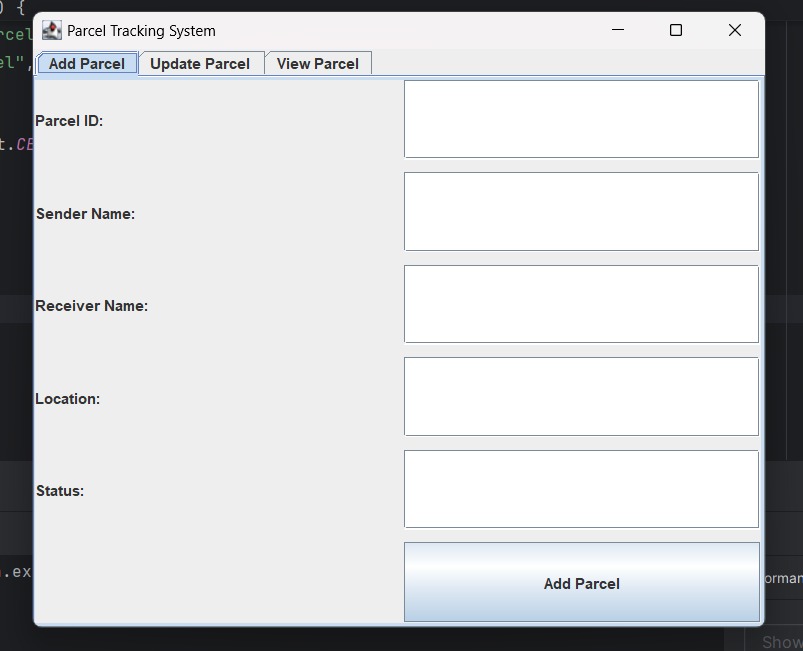 ) {
Parcel Tracking System
rcel
Add Parcel Update Parcel View Parcel
el",
Parcel ID:
t.CE
Sender Name:
Receiver Name:
Location:
Status:
.ex
Add Parcel
orman
Show